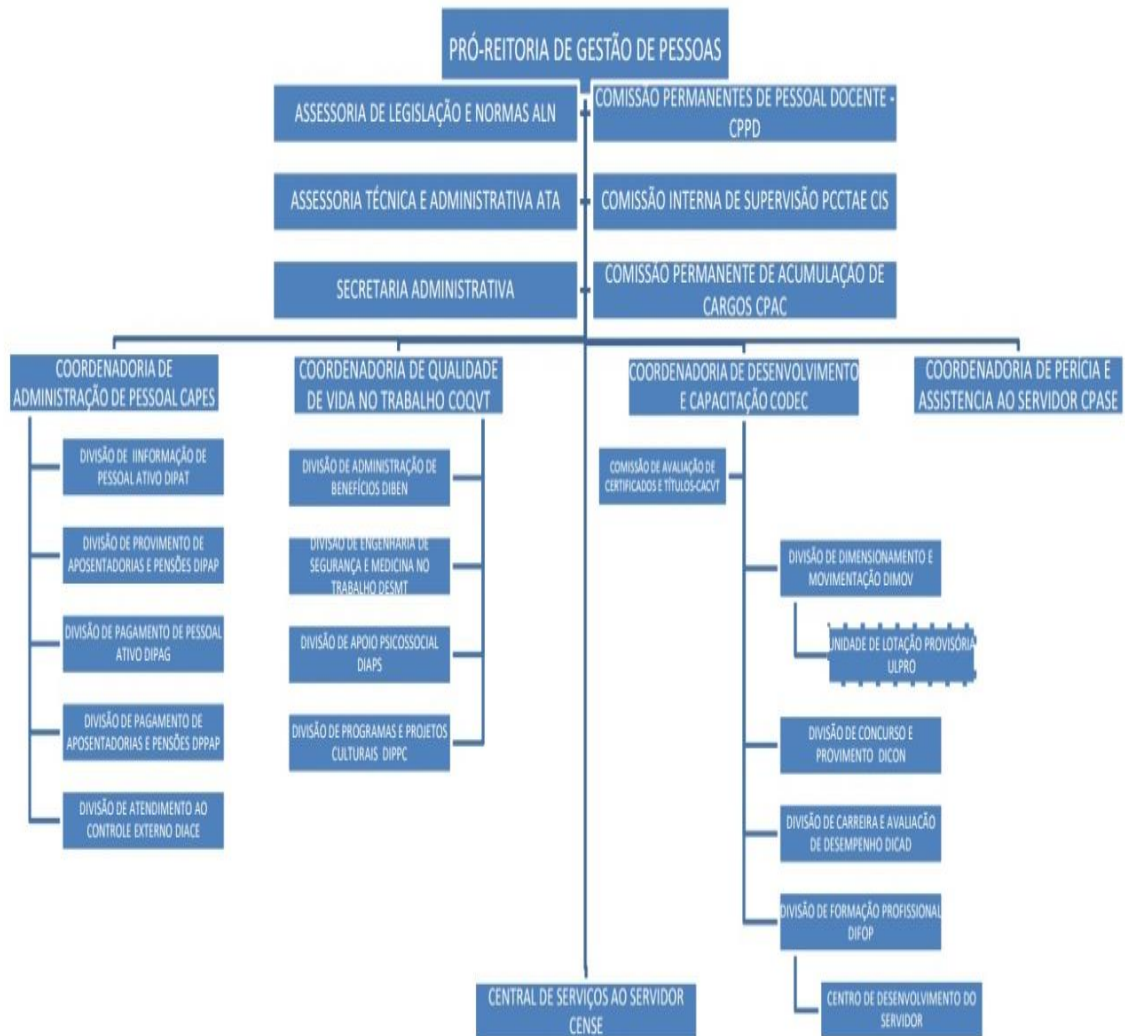 PRÓ-REITORIA DE GESTÃO DE PESSOAS
ASSESSORIA DE LEGISLAÇÃO E NORMAS ALN
COMISSÃO PERMANENTES DE PESSOAL DOCENTE -
CPPD
ASSESSORIA TÉCNICA E ADMINISTRATIVA ATA
COMISSÃO INTERNA DE SUPERVISÃO PCCTAE CIS
SECRETARIA ADMINISTRATIVA
COMISSÃO PERMANENTE DE ACUMULAÇÃO DE
CARGOS CPAC
COORDENADORIA DE
ADMINISTRAÇÃO DE PESSOAL CAPES
DIVISÃO DE IINFORMAÇÃO DE
PESSOAL ATIVO DIPAT
DIVISÃO DE PROVIMENTO DE
APOSENTADORIAS E PENSÕES DIPAP
DIVISÃO DE PAGAMENTO DE PESSOAL
ATIVO DIPAG
DIVISÃO DE PAGAMENTO DE
APOSENTADORIAS E PENSÕES DPPAP
DIVISÃO DE ATENDIMENTO AO
CONTROLE EXTERNO DIACE
COORDENADORIA DE QUALIDADE
DE VIDA NO TRABALHO COQVT
DIVISÃO DE ADMINISTRAÇÃO DE
BENEFÍCIOS DIBEN
DIVISÃO DE ENGENHARIA DE
SEGURANÇA E MEDICINA NO
TRABALHO DESMT
DIVISÃO DE APOIO PSICOSSOCIAL
DIAPS
DIVISÃO DE PROGRAMAS E PROJETOS
CULTURAIS DIPPC
COORDENADORIA DE DESENVOLVIMENTO
E CAPACITAÇÃO CODEC
COMISSÃO DE AVALIAÇÃO DE
CERTIFICADOS E TÍTULOS-CACVT
DIVISÃO DE DIMENSIONAMENTO E
MOVIMENTAÇÃO DIMOV
UNIDADE DE LOTAÇÃO PROVISÓRIA
ULPRO
DIVISÃO DE CONCURSO E
PROVIMENTO DICON
DIVISÃO DE CARREIRA E AVALIAÇÃO
DE DESEMPENHO DICAD
DIVISÃO DE FORMAÇÃO PROFISSIONAL
DIFOP
CENTRO DE DESENVOLVIMENTO DO
SERVIDOR
COORDENADORIA DE PERÍCIA E
ASSISTENCIA AO SERVIDOR CPASE
CENTRAL DE SERVIÇOS AO SERVIDOR
CENSE